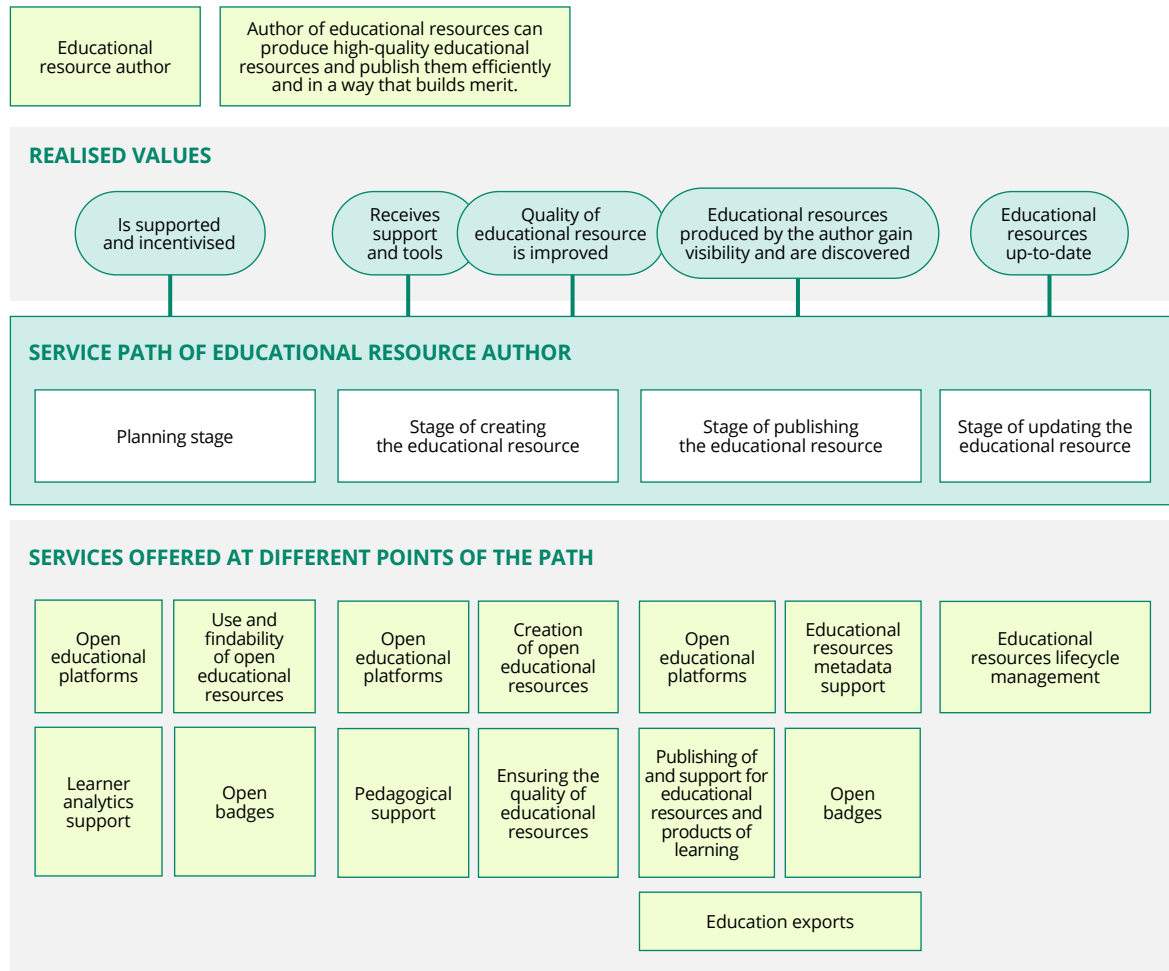 Educational
resource author
Author of educational resources can
produce high-quality educational
resources and publish them efficiently
and in a way that builds merit.
REALISED VALUES
Is supported
and incentivised
Receives
support
and tools
Quality of
educational resource
is improved
Educational resources
produced by the author gain
visibility and are discovered
Educational
resources
up-to-date
SERVICE PATH OF EDUCATIONAL RESOURCE AUTHOR
Planning stage
Stage of creating
the educational resource
Stage of publishing
the educational resource
Stage of updating the
educational resource
SERVICES OFFERED AT DIFFERENT POINTS OF THE PATH
Open
educational
platforms
Use and
findability
of open
educational
resources
Open
educational
platforms
Creation
of open
educational
resources
Open
educational
platforms
Educational
resources
metadata
support
Educational
resources lifecycle
management
Learner
analytics
support
Open
badges
Pedagogical
support
Ensuring the
quality of
educational
resources
Publishing of
and support for
educational
resources and
products of
learning
Open
badges
Education exports